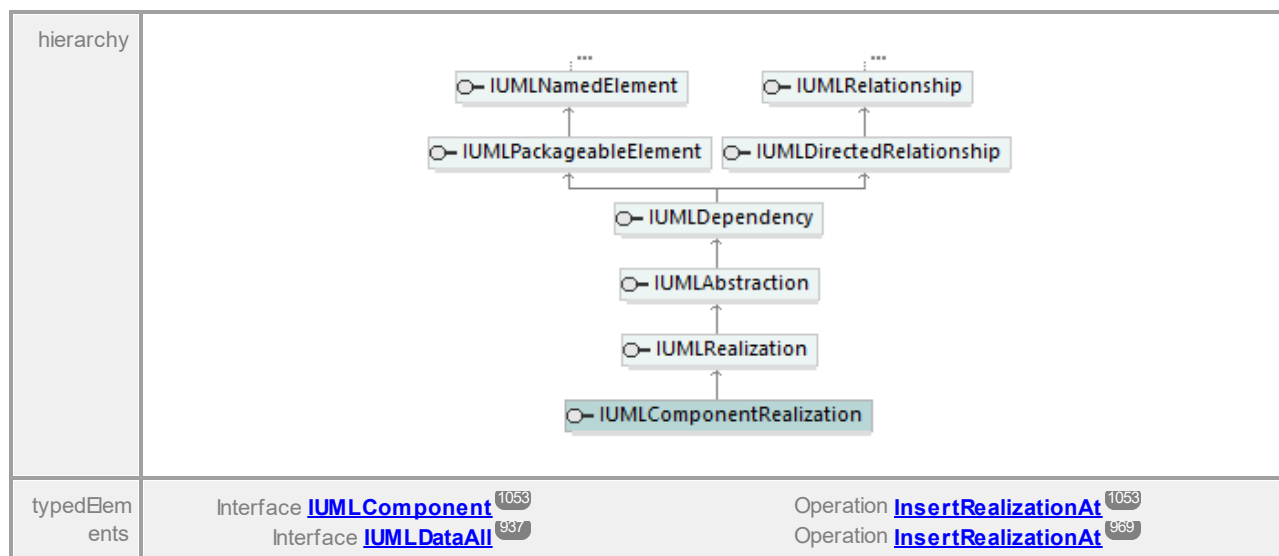 hierarchy
... ...
IUMLNamedElement IUMLRelationship
IUMLPackageableElement IUMLDirectedRelationship
IUMLDependency
IUMLAbstraction
IUMLRealization
IUMLComponentRealization
typedElem
ents
Interface IUMLComponent 1053 Operation InsertRealizationAt 1053
Interface IUMLDataAll 937 Operation InsertRealizationAt 969